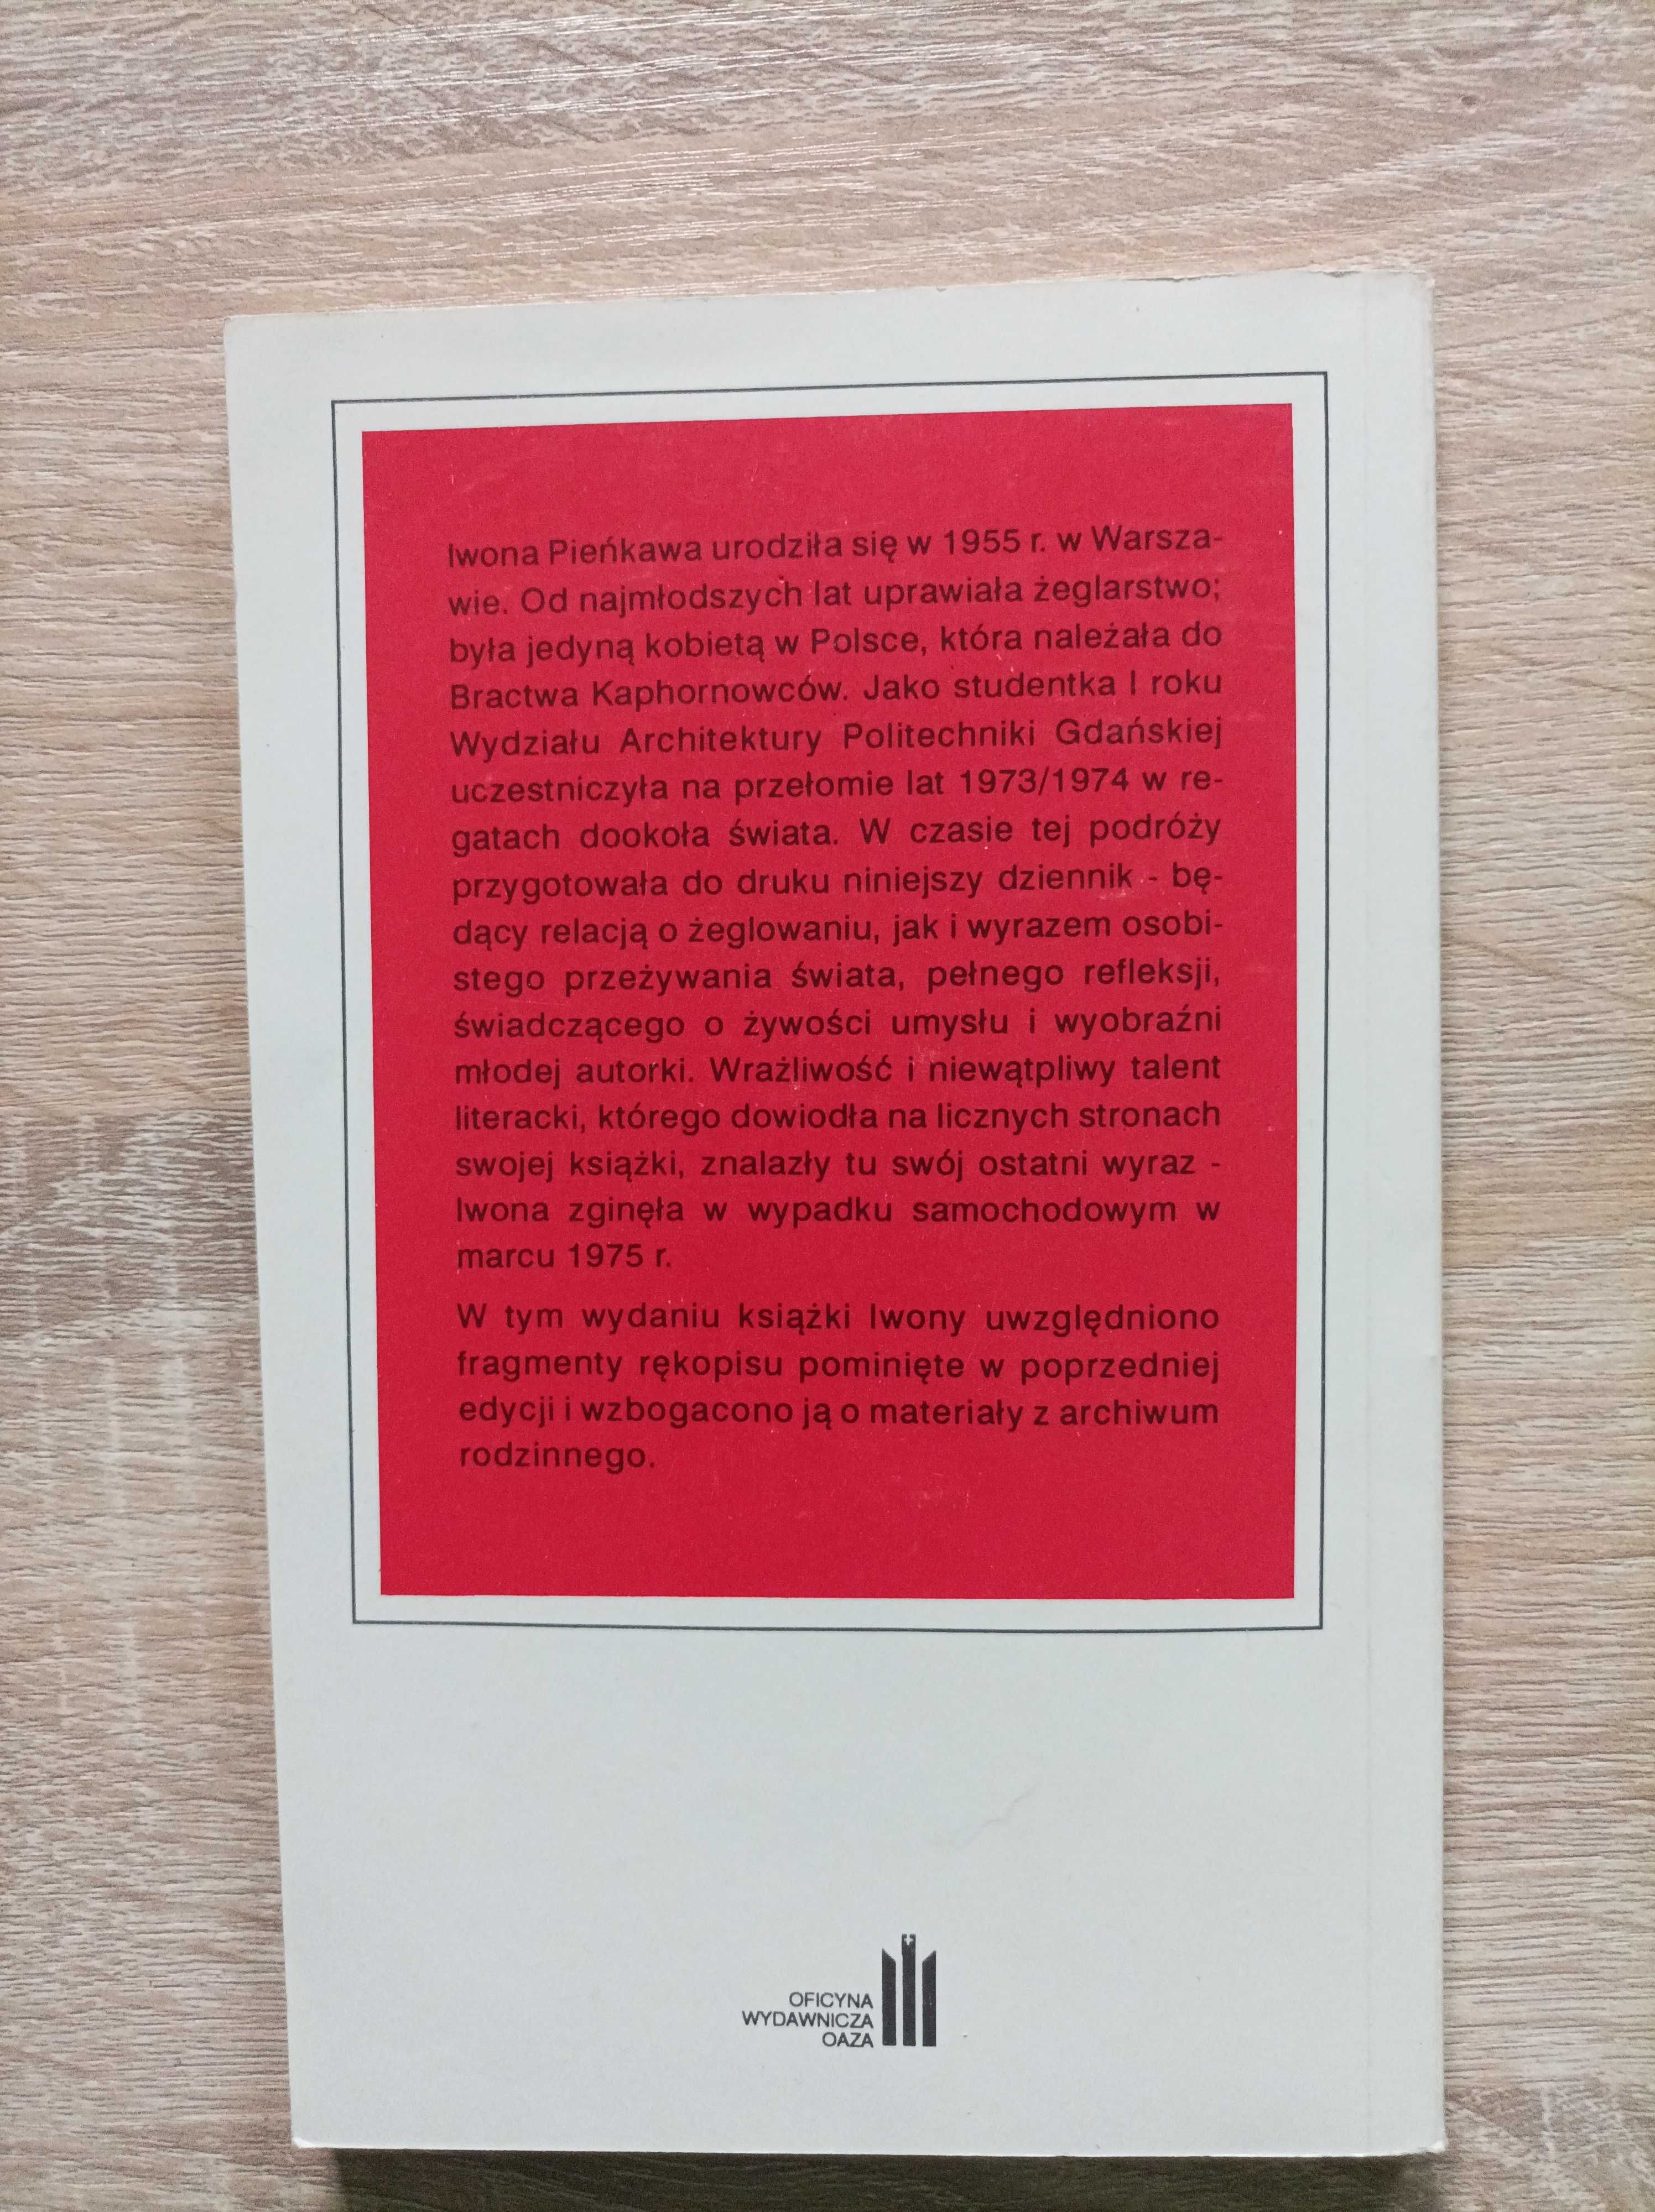 Iwona Pieńkawa urodziła się w 1955 r. w Warsza-
wie. Od najmłodszych lat uprawiała żeglarstwo;
była jedyną kobietą w Polsce, która należała do
Bractwa Kaphornowców. Jako studentka I roku
Wydziału Architektury Politechniki Gdańskiej
uczestniczyła na przełomie lat 1973/1974 w re-
gatach dookoła świata. W czasie tej podróży
przygotowała do druku niniejszy dziennik - bę-
dący relacją o żeglowaniu, jak i wyrazem osobi-
stego przeżywania świata, pełnego refleksji,
świadczącego o żywości umysłu i wyobraźni
młodej autorki. Wrażliwość i niewątpliwy talent
literacki, którego dowiodła na licznych stronach
swojej książki, znalazły tu swój ostatni wyraz -
Iwona zginęła w wypadku samochodowym w
marcu 1975 r.
W tym wydaniu książki Iwony uwzględniono
fragmenty rękopisu pominięte w poprzedniej
edycji i wzbogacono ją o materiały z archiwum
rodzinnego.
OFICYNA
WYDAWNICZA
OAZA